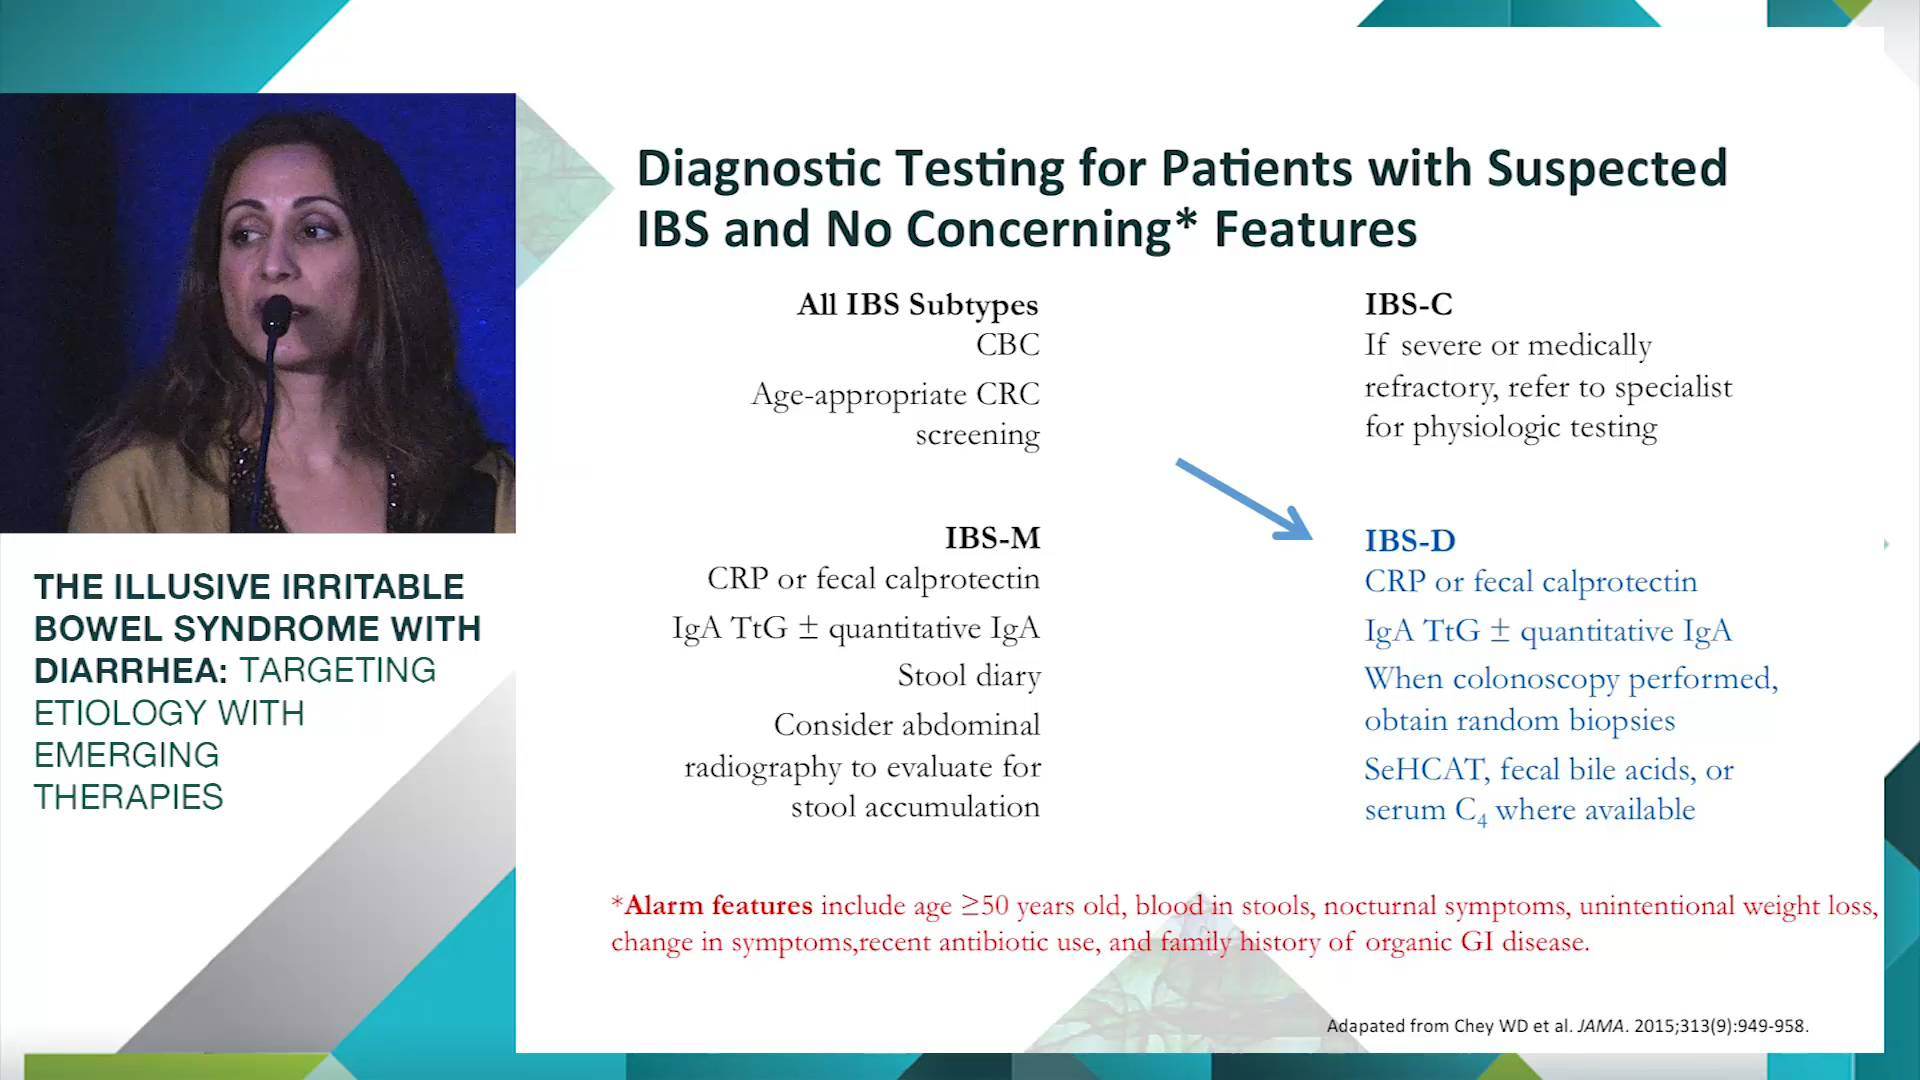 THE ILLUSIVE IRRITABLE
BOWEL SYNDROME WITH
DIARRHEA: TARGETING
ETIOLOGY WITH
EMERGING
THERAPIES
Diagnostic Testing for Patients with Suspected
IBS and No Concerning* Features
All IBS Subtypes
CBC
Age-appropriate CRC
screening
IBS-C
If severe or medically
refractory, refer to specialist
for physiologic testing
IBS-M
CRP or fecal calprotectin
IgA TtG ± quantitative IgA
Stool diary
Consider abdominal
radiography to evaluate for
stool accumulation
IBS-D
CRP or fecal calprotectin
IgA TtG ± quantitative IgA
When colonoscopy performed,
obtain random biopsies
SeHCAT, fecal bile acids, or
serum C₄ where available
*Alarm features include age ≥50 years old, blood in stools, nocturnal symptoms, unintentional weight loss,
change in symptoms,recent antibiotic use, and family history of organic GI disease.
Adapated from Chey WD et al. JAMA. 2015;313(9):949-958.